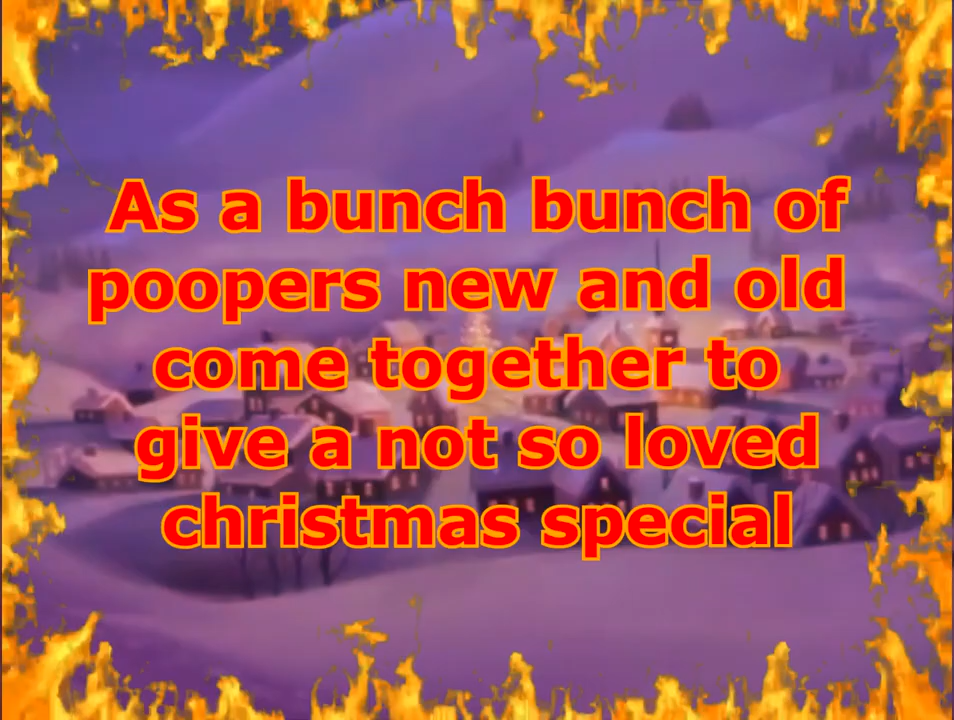 As a bunch bunch of
poopers new and old
come together to
give a not so loved
christmas special